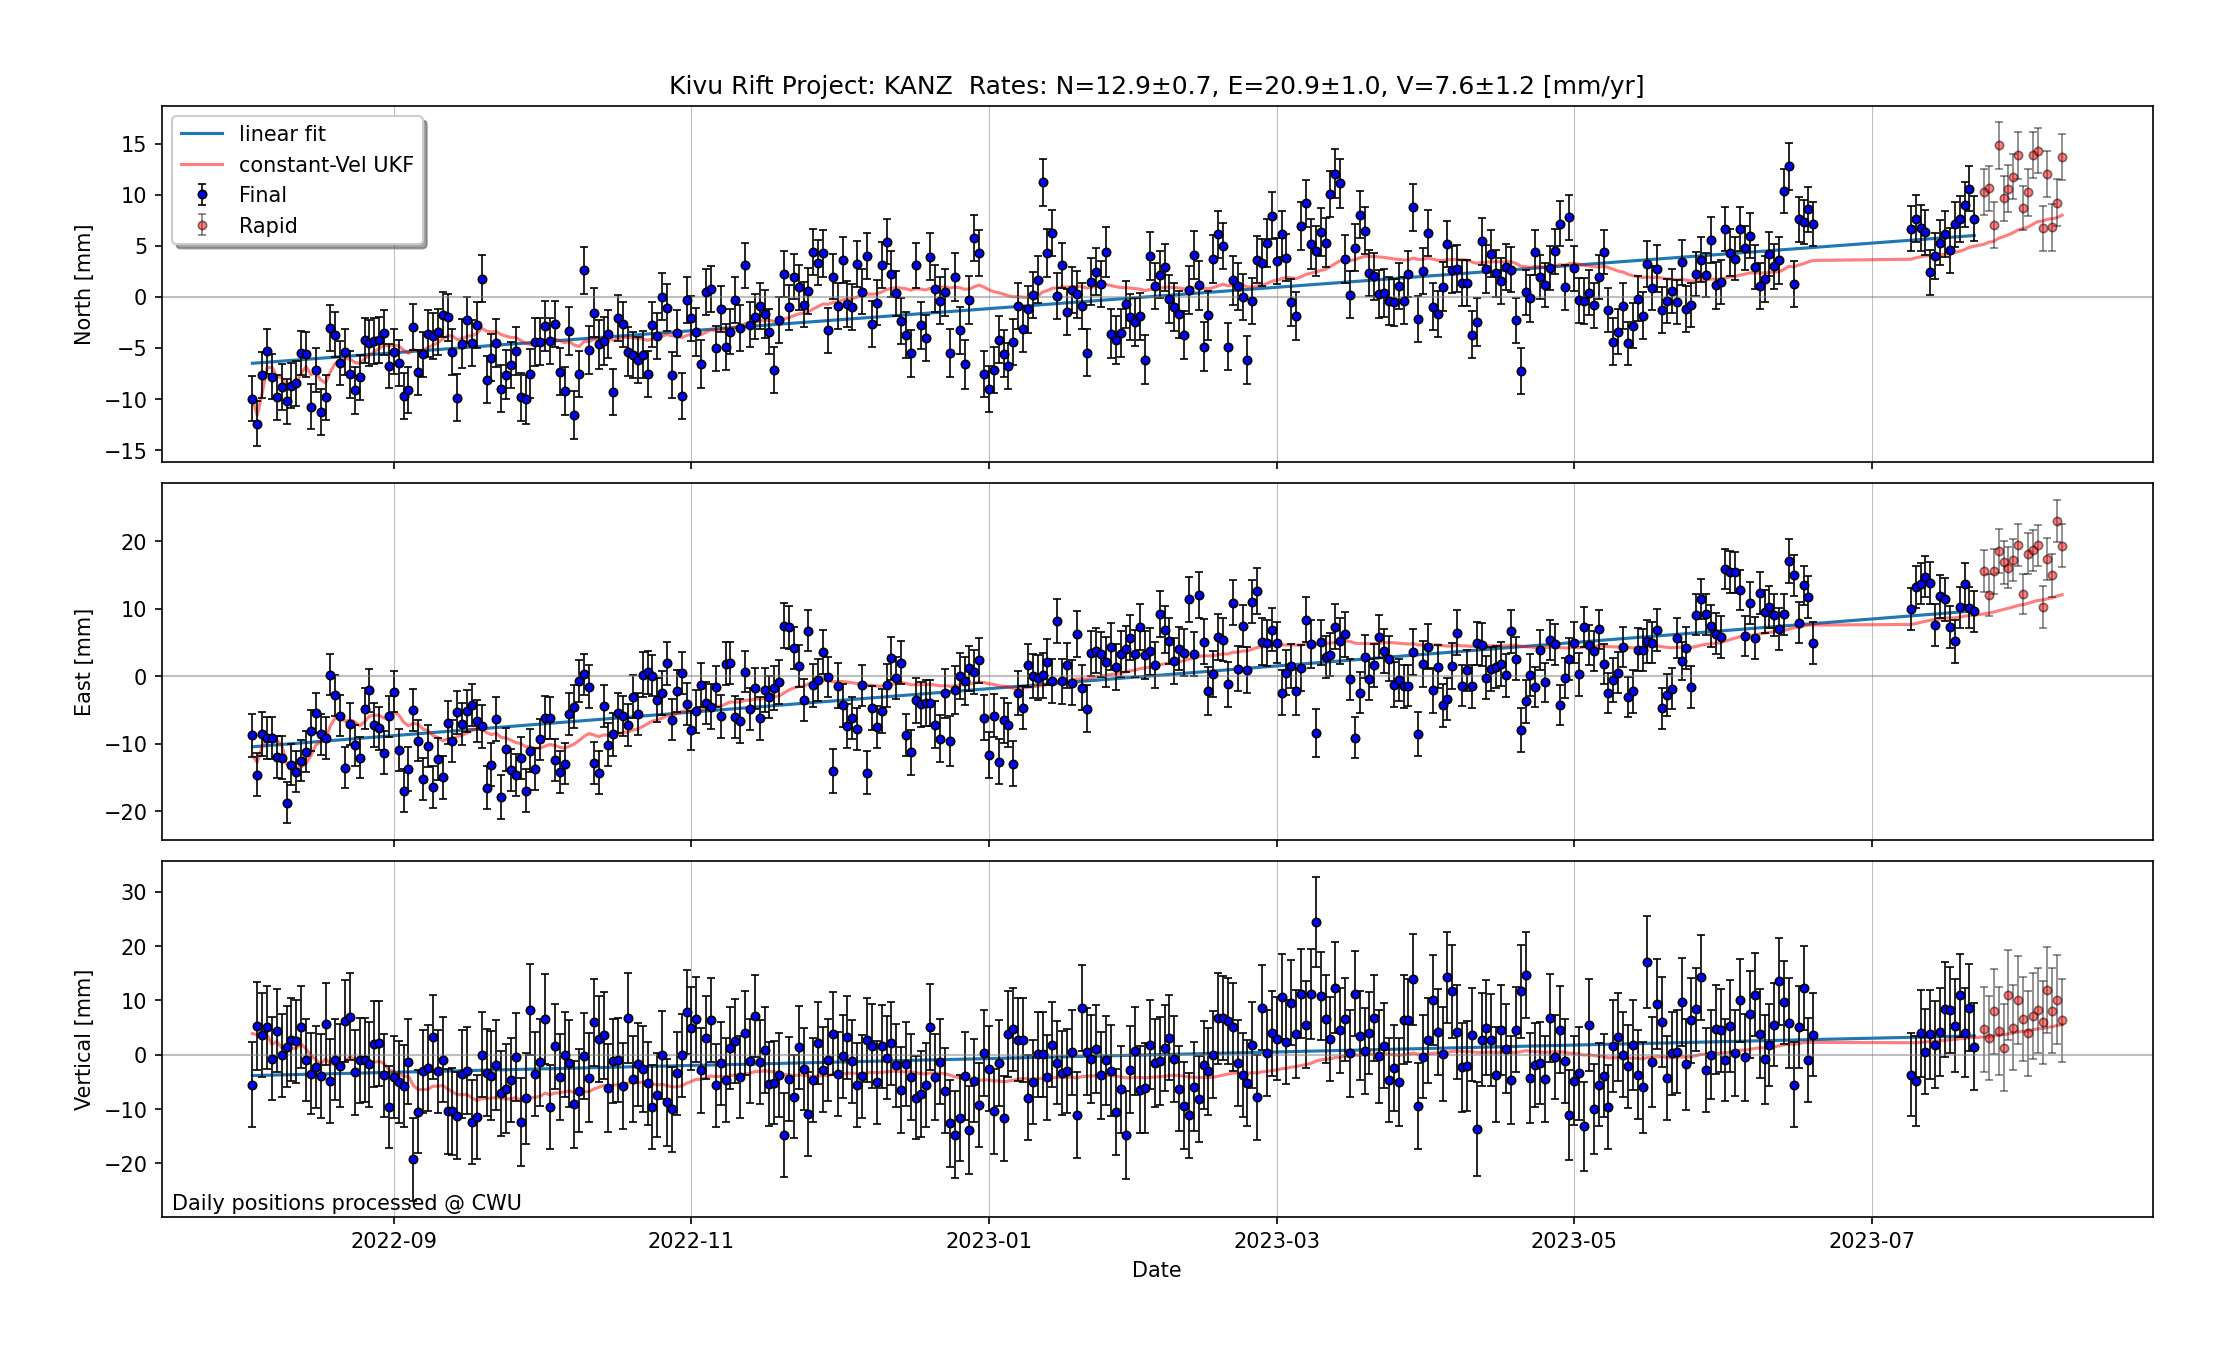 Kivu Rift Project: KANZ  Rates: N=12.9±0.7, E=20.9±1.0, V=7.6±1.2 [mm/yr]
linear fit
constant-Vel UKF
Final
Rapid
North [mm]
15
10
5
0
−5
−10
−15
East [mm]
20
10
0
−10
−20
Vertical [mm]
30
20
10
0
−10
−20
Daily positions processed @ CWU
2022-09 2022-11 2023-01 2023-03 2023-05 2023-07
Date